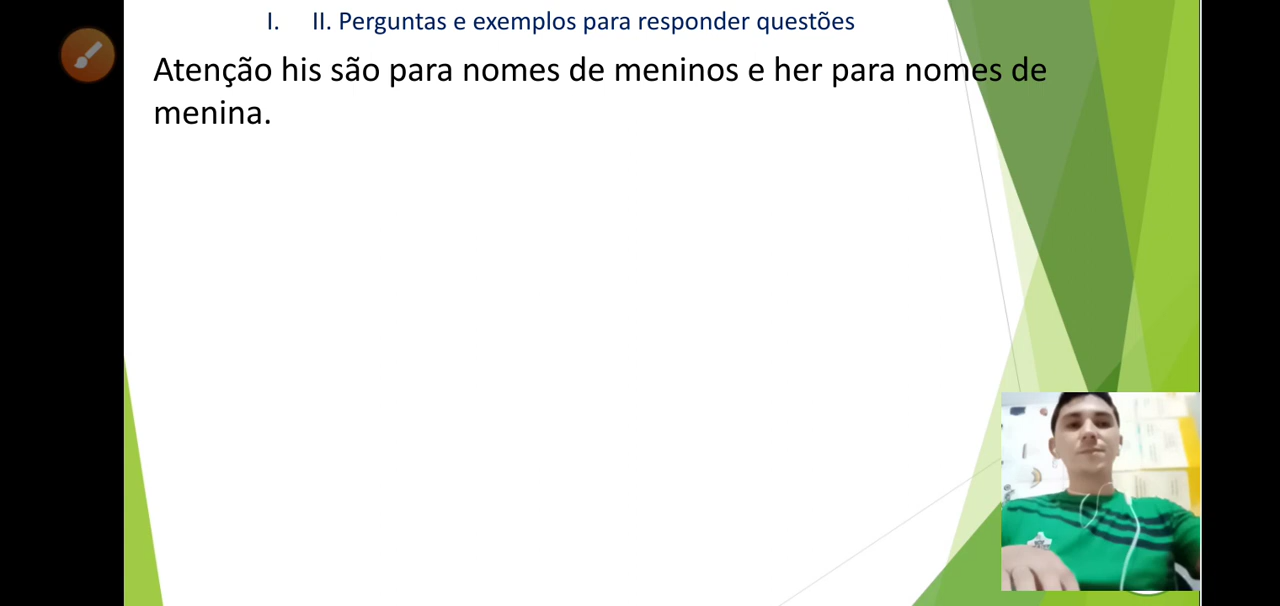 I. II. Perguntas e exemplos para responder questões
Atenção his são para nomes de meninos e her para nomes de
menina.